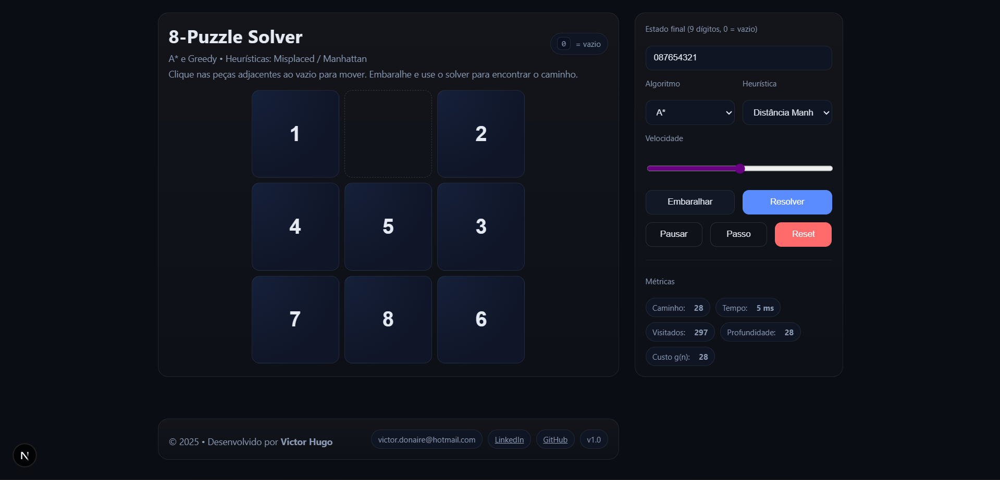 8-Puzzle Solver
0 = vazio
A* e Greedy • Heurísticas: Misplaced / Manhattan
Clique nas peças adjacentes ao vazio para mover. Embaralhe e use o solver para encontrar o caminho.
1 2
4 5 3
7 8 6
Estado final (9 dígitos, 0 = vazio)
087654321
Algoritmo Heurística
A* Distância Manh
Velocidade
Embaralhar Resolver
Pausar Passo Reset
Métricas
Caminho: 28 Tempo: 5 ms
Visitados: 297 Profundidade: 28
Custo g(n): 28
© 2025 • Desenvolvido por Victor Hugo victor.donaire@hotmail.com LinkedIn GitHub v1.0
N